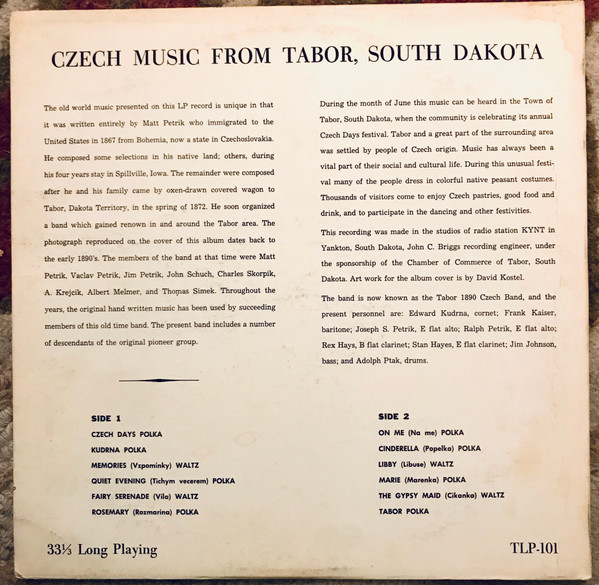 CZECH MUSIC FROM TABOR, SOUTH DAKOTA
The old world music presented on this LP record is unique in that
it was written entirely by Matt Petrik who immigrated to the
United States in 1867 from Bohemia, now a state in Czechoslovakia.
He composed some selections in his native land; others, during
his four years stay in Spillville, Iowa. The remainder were composed
after he and his family came by oxen-drawn covered wagon to
Tabor, Dakota Territory, in the spring of 1872. He soon organized
a band which gained renown in and around the Tabor area. The
photograph reproduced on the cover of this album dates back to
the early 1890's. The members of the band at that time were Matt
Petrik, Vaclav Petrik, Jim Petrik, John Schuch, Charles Skorpik,
A. Krejcik, Albert Melmer, and Thomas Simek. Throughout the
years, the original hand written music has been used by succeeding
members of this old time band. The present band includes a number
of descendants of the original pioneer group.
During the month of June this music can be heard in the Town of
Tabor, South Dakota, when the community is celebrating its annual
Czech Days festival. Tabor and a great part of the surrounding area
was settled by people of Czech origin. Music has always been a
vital part of their social and cultural life. During this unusual festi-
val many of the people dress in colorful native peasant costumes.
Thousands of visitors come to enjoy Czech pastries, good food and
drink, and to participate in the dancing and other festivities.
This recording was made in the studios of radio station KYNT in
Yankton, South Dakota, John C. Briggs recording engineer, under
the sponsorship of the Chamber of Commerce of Tabor, South
Dakota. Art work for the album cover is by David Kostel.
The band is now known as the Tabor 1890 Czech Band, and the
present personnel are: Edward Kudrna, cornet; Frank Kaiser,
baritone; Joseph S. Petrik, E flat alto; Ralph Petrik, E flat alto;
Rex Hays, B flat clarinet; Stan Hayes, E flat clarinet; Jim Johnson,
bass; and Adolph Ptak, drums.
SIDE 1
CZECH DAYS POLKA
KUDRNA POLKA
MEMORIES (Vzpominky) WALTZ
QUIET EVENING (Tichym vecerem) POLKA
FAIRY SERENADE (Vila) WALTZ
ROSEMARY (Rozmarina) POLKA
SIDE 2
ON ME (Na me) POLKA
CINDERELLA (Popelka) POLKA
LIBBY (Libuse) WALTZ
MARIE (Marenka) POLKA
THE GYPSY MAID (Cikanka) WALTZ
TABOR POLKA
33⅓ Long Playing
TLP-101